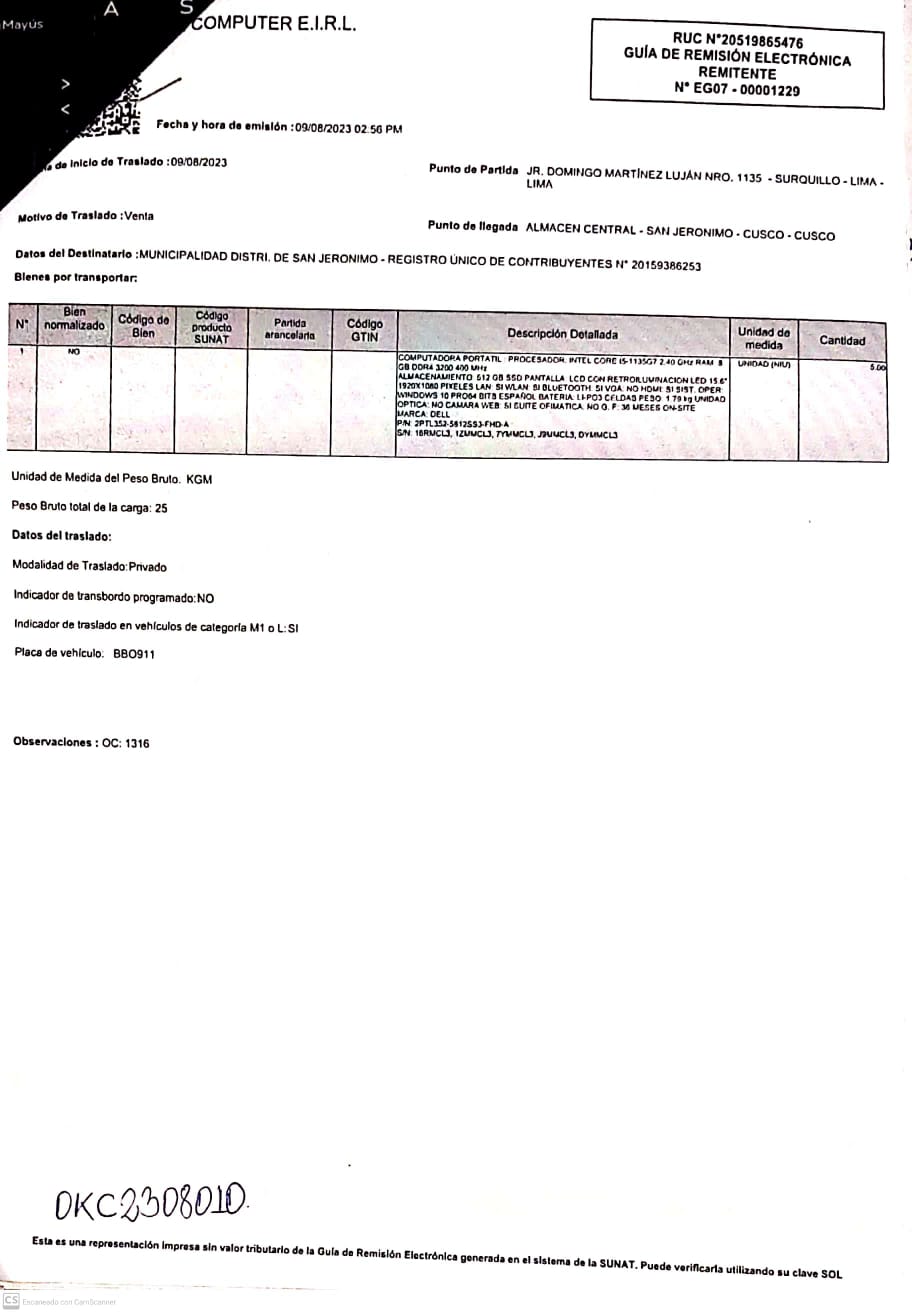 A S
Mayús
COMPUTER E.I.R.L.
>
<
RUC N°20519865476
GUÍA DE REMISIÓN ELECTRÓNICA
REMITENTE
N° EG07 - 00001229
Fecha y hora de emisión :09/08/2023 02:56 PM
de Inicio de Traslado :09/08/2023
Punto de Partida JR. DOMINGO MARTÍNEZ LUJÁN NRO. 1135 - SURQUILLO - LIMA -
LIMA
Motivo de Traslado :Venta
Punto de llegada ALMACEN CENTRAL - SAN JERONIMO - CUSCO - CUSCO
Datos del Destinatario :MUNICIPALIDAD DISTRI. DE SAN JERONIMO - REGISTRO ÚNICO DE CONTRIBUYENTES N° 20159386253
Bienes por transportar:
N° Bien normalizado Código de Bien Código producto SUNAT Partida arancelaria Código GTIN Descripción Detallada Unidad de medida Cantidad
1 NO COMPUTADORA PORTATIL : PROCESADOR: INTEL CORE I5-1135G7 2.40 GHz RAM: 8 UNIDAD (NIU) 5.00
GB DDR4 3200 MHz
ALMACENAMIENTO: 512 GB SSD PANTALLA: LCD CON RETROILUMINACION LED 15.6"
1920X1080 PIXELES LAN: SI WLAN: SI BLUETOOTH: SI VGA: NO HDMI: SI SIST. OPER:
WINDOWS 10 PRO64 BITS ESPAÑOL BATERIA: LI-PO3 CELDAS PESO: 1.79 kg UNIDAD
OPTICA: NO CAMARA WEB: SI SUITE OFIMATICA: NO G. F: 36 MESES ON-SITE
MARCA: DELL
P/N:
S/N:
Unidad de Medida del Peso Bruto. KGM
Peso Bruto total de la carga: 25
Datos del traslado:
Modalidad de Traslado:Privado
Indicador de transbordo programado:NO
Indicador de traslado en vehículos de categoría M1 o L:SI
Placa de vehículo: BBO911
Observaciones : OC: 1316
OKC2308010.
Esta es una representación impresa sin valor tributario de la Guía de Remisión Electrónica generada en el sistema de la SUNAT. Puede verificarla utilizando su clave SOL
CS Escaneado con CamScanner